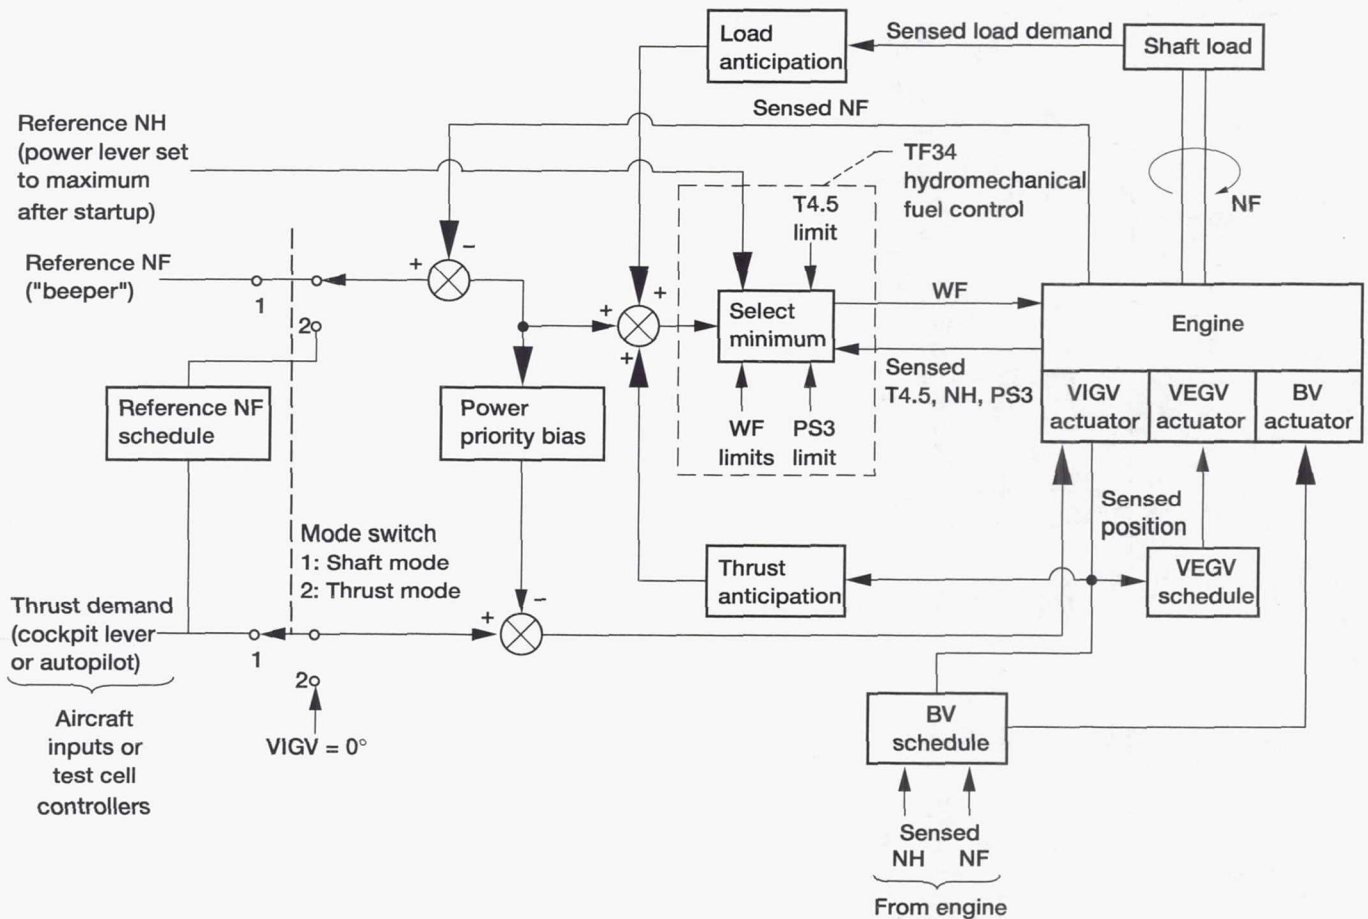 Load
anticipation
Sensed load demand
Shaft load
Sensed NF
Reference NH
(power lever set
to maximum
after startup)
TF34
hydromechanical
fuel control
T4.5
limit
NF
Reference NF
("beeper")
+
−
1
2
+
+
+
Select
minimum
WF
Engine
Sensed
T4.5, NH, PS3
VIGV
actuator
VEGV
actuator
BV
actuator
Reference NF
schedule
Power
priority bias
WF
limits
PS3
limit
Sensed
position
Mode switch
1: Shaft mode
2: Thrust mode
Thrust
anticipation
VEGV
schedule
Thrust demand
(cockpit lever
or autopilot)
1
2
+
−
Aircraft
inputs or
test cell
controllers
VIGV = 0°
BV
schedule
Sensed
NH NF
From engine